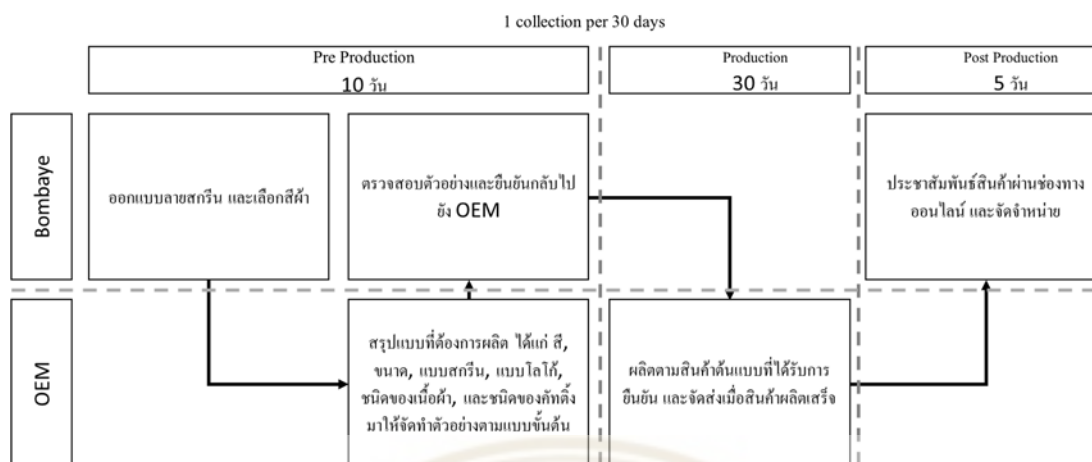 1 collection per 30 days
Pre Production
10 วัน
Production
30 วัน
Post Production
5 วัน
Bombaye
ออกแบบลายสกรีน และเลือกสีผ้า
ตรวจสอบตัวอย่างและยืนยันกลับไป
ยัง OEM
ประชาสัมพันธ์สินค้าผ่านช่องทาง
ออนไลน์ และจัดจำหน่าย
OEM
สรุปแบบที่ต้องการผลิต ได้แก่ สี,
ขนาด, แบบสกรีน, แบบโลโก้,
ชนิดของเนื้อผ้า, และชนิดของคัทติ้ง
มาให้จัดทำตัวอย่างตามแบบขั้นต้น
ผลิตตามสินค้าต้นแบบที่ได้รับการ
ยืนยัน และจัดส่งเมื่อสินค้าผลิตเสร็จ